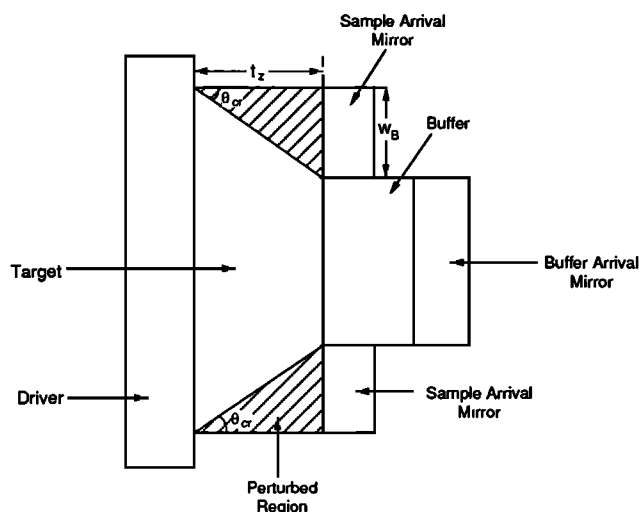 Sample Arrival
Mirror
t_z
θ_cr
W_B
Buffer
Target
Buffer Arrival
Mirror
Driver
Sample Arrival
Mirror
θ_cr
Perturbed
Region